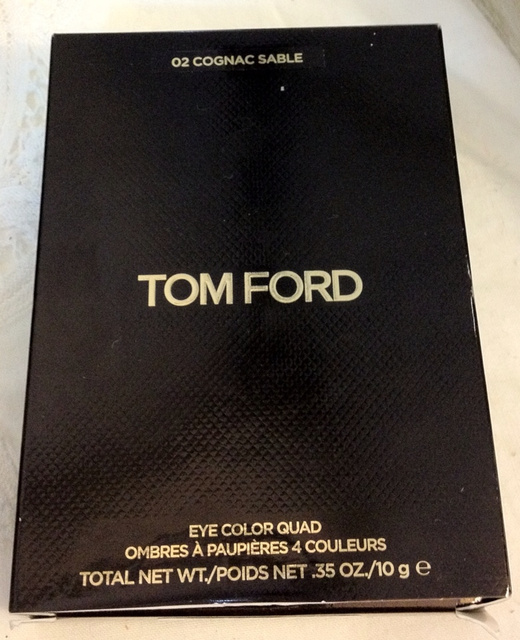 02 COGNAC SABLE
TOM FORD
EYE COLOR QUAD
OMBRES À PAUPIÈRES 4 COULEURS
TOTAL NET WT./POIDS NET .35 OZ./10 g ℮